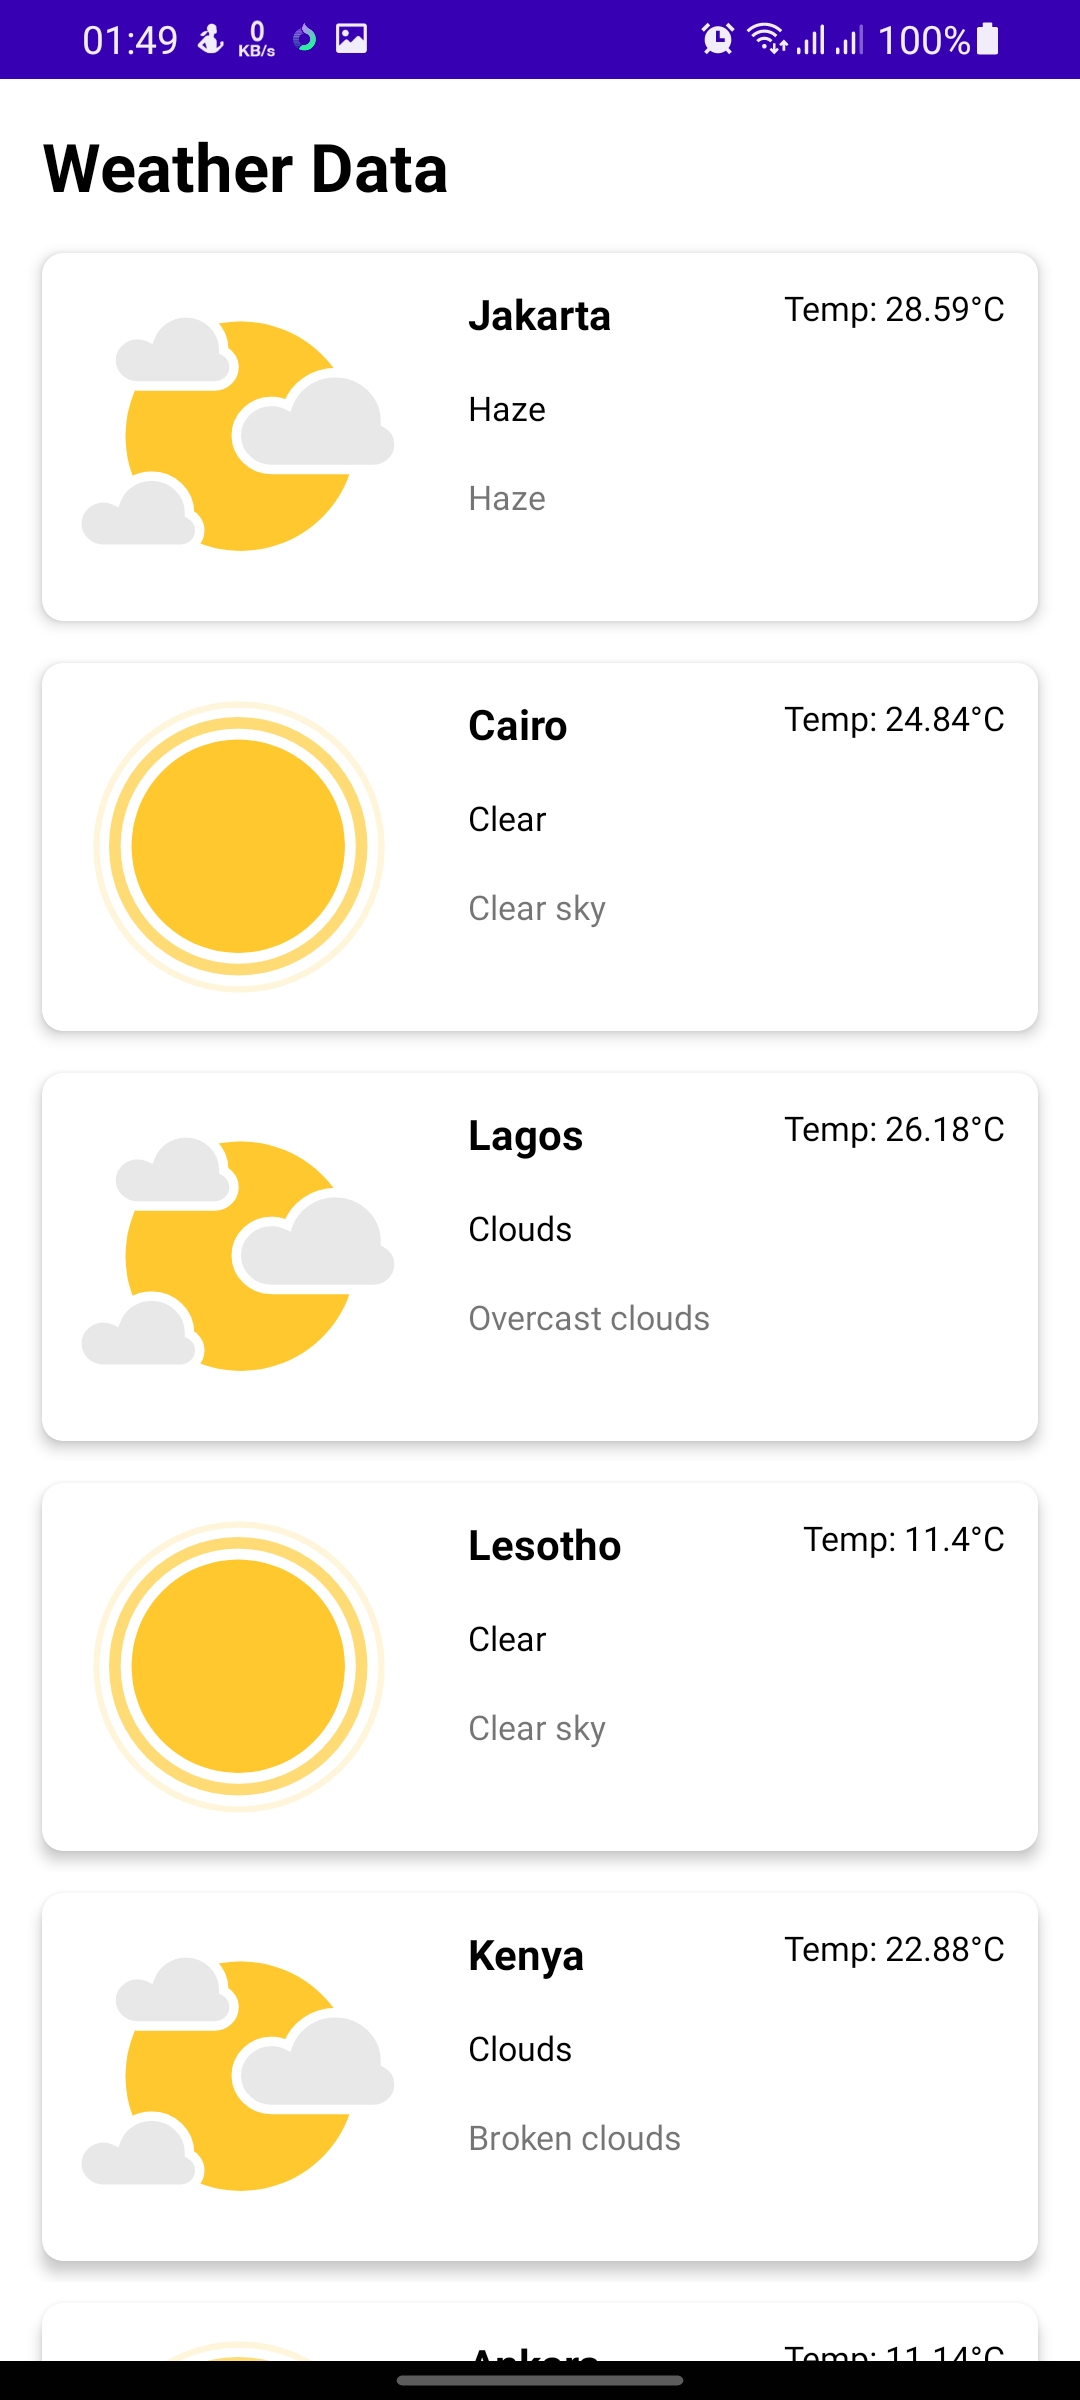 01:49 0 KB/s 100%
Weather Data
Jakarta Temp: 28.59°C
Haze
Haze
Cairo Temp: 24.84°C
Clear
Clear sky
Lagos Temp: 26.18°C
Clouds
Overcast clouds
Lesotho Temp: 11.4°C
Clear
Clear sky
Kenya Temp: 22.88°C
Clouds
Broken clouds
Ankara Temp: 11.14°C